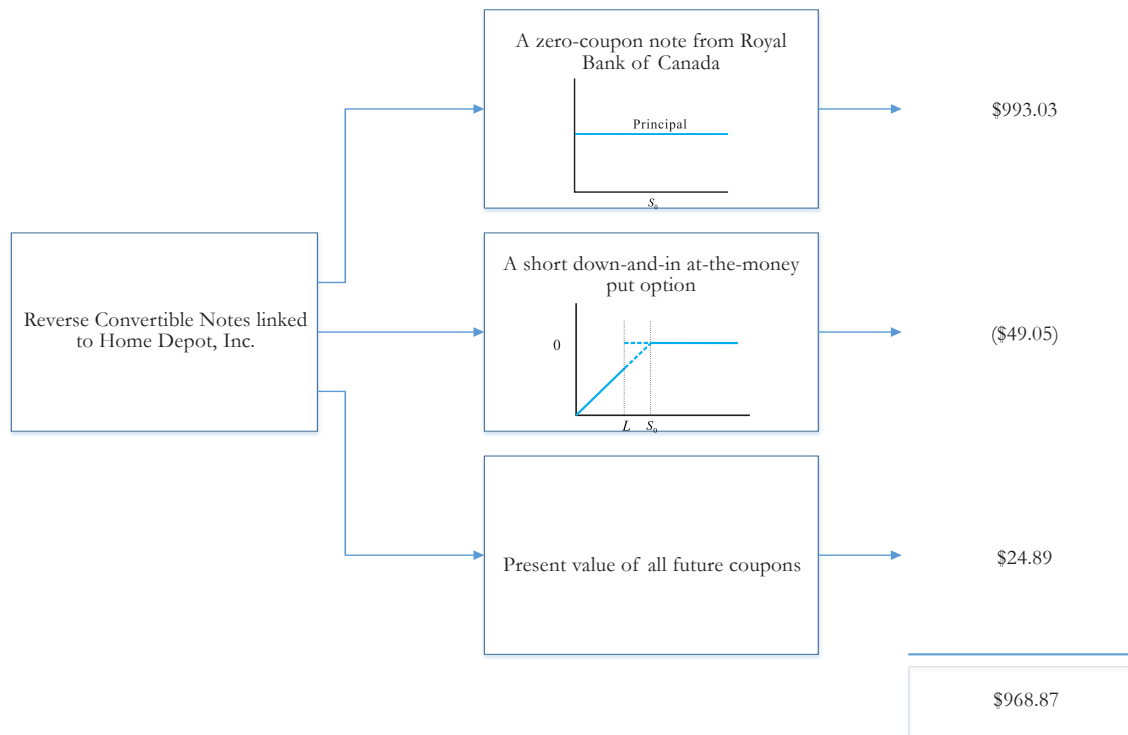 A zero-coupon note from Royal
Bank of Canada
Principal
S₀
$993.03
Reverse Convertible Notes linked
to Home Depot, Inc.
A short down-and-in at-the-money
put option
0
L S₀
($49.05)
Present value of all future coupons
$24.89
$968.87